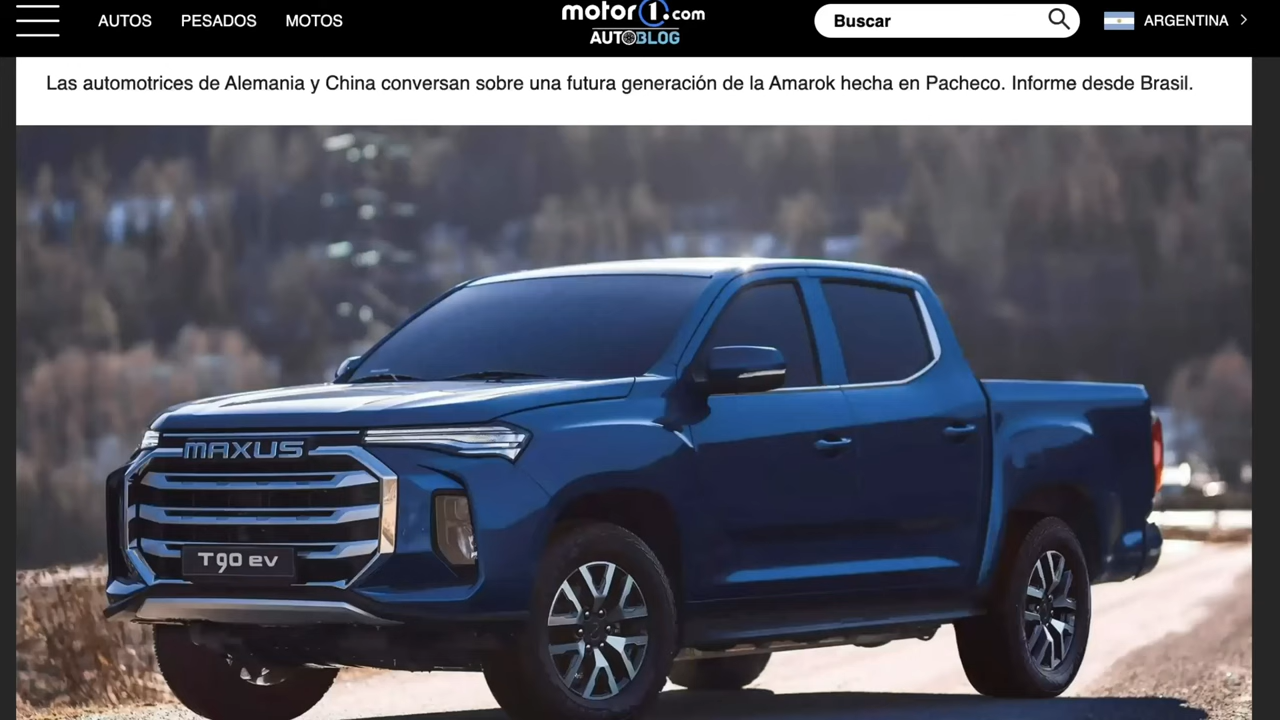 AUTOS PESADOS MOTOS
motor1.com
AUTOBLOG
Buscar
ARGENTINA
Las automotrices de Alemania y China conversan sobre una futura generación de la Amarok hecha en Pacheco. Informe desde Brasil.
MAXUS
T90 EV